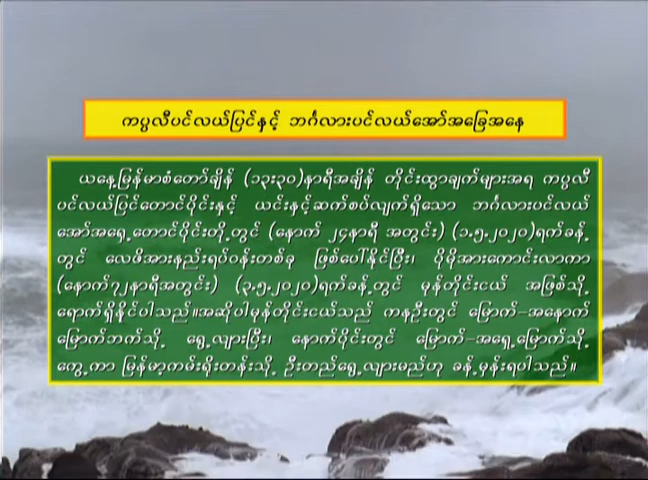 ကပ္ပလီပင်လယ်ပြင်နှင့် ဘင်္ဂလားပင်လယ်အော်အခြေအနေ
ယနေ့မြန်မာစံတော်ချိန် (၁၃း၃၀)နာရီအချိန် တိုင်းထွာချက်များအရ ကပ္ပလီ
ပင်လယ်ပြင်တောင်ပိုင်းနှင့် ယင်းနှင့်ဆက်စပ်လျက်ရှိသော ဘင်္ဂလားပင်လယ်
အော်အရှေ့တောင်ပိုင်းတို့တွင် (နောက် ၂၄နာရီ အတွင်း) (၁.၅.၂၀၂၀)ရက်ခန့်
တွင် လေဖိအားနည်းရပ်ဝန်းတစ်ခု ဖြစ်ပေါ်နိုင်ပြီး၊ ပိုမိုအားကောင်းလာကာ
(နောက်၇၂နာရီအတွင်း) (၃.၅.၂၀၂၀)ရက်ခန့်တွင် မုန်တိုင်းငယ် အဖြစ်သို့
ရောက်ရှိနိုင်ပါသည်။အဆိုပါမုန်တိုင်းငယ်သည် ကနဦးတွင် မြောက်-အနောက်
မြောက်ဘက်သို့ ရွေ့လျားပြီး၊ နောက်ပိုင်းတွင် မြောက်-အရှေ့မြောက်သို့
ကွေ့ကာ မြန်မာ့ကမ်းရိုးတန်းသို့ ဦးတည်ရွေ့လျားမည်ဟု ခန့်မှန်းရပါသည်။